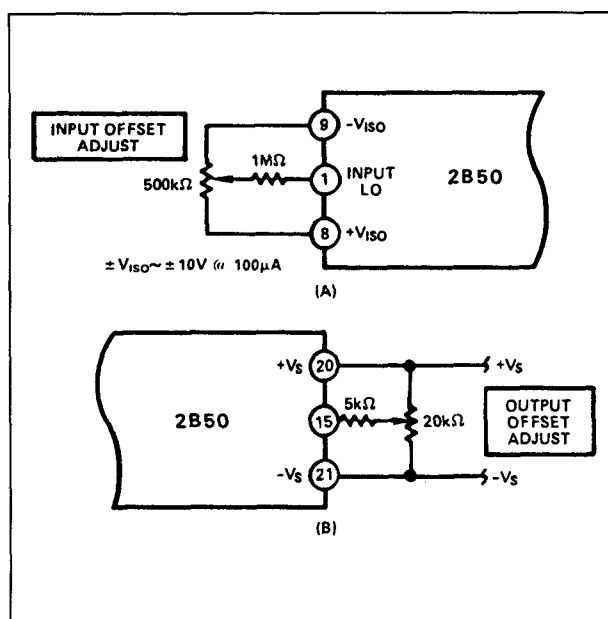 INPUT OFFSET
ADJUST
9
-VISO
1MΩ
500kΩ
1
INPUT
LO
2B50
8
+VISO
± VISO~ ± 10V @ 100μA
(A)
+VS
20
+VS
5kΩ
2B50
15
20kΩ
OUTPUT
OFFSET
ADJUST
-VS
21
-VS
(B)